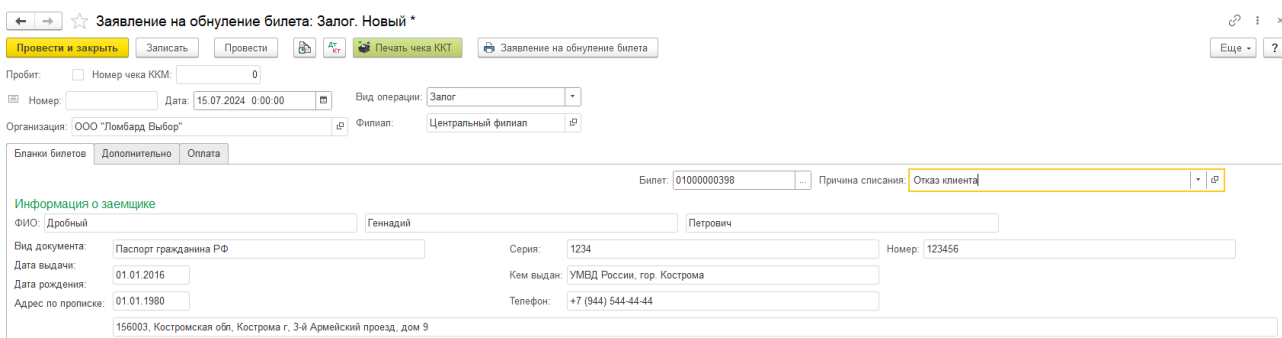 Заявление на обнуление билета: Залог. Новый *
Провести и закрыть Записать Провести Дт Кт Печать чека ККТ Заявление на обнуление билета Еще ?
Пробит: Номер чека ККМ: 0
Номер: Дата: 15.07.2024 0:00:00 Вид операции: Залог
Организация: ООО "Ломбард Выбор" Филиал: Центральный филиал
Бланки билетов Дополнительно Оплата
Билет: 01000000398 ... Причина списания: Отказ клиента
Информация о заемщике
ФИО: Дробный Геннадий Петрович
Вид документа: Паспорт гражданина РФ Серия: 1234 Номер: 123456
Дата выдачи: 01.01.2016 Кем выдан: УМВД России, гор. Кострома
Дата рождения: 01.01.1980 Телефон: +7 (944) 544-44-44
Адрес по прописке:
156003, Костромская обл, Кострома г, 3-й Армейский проезд, дом 9